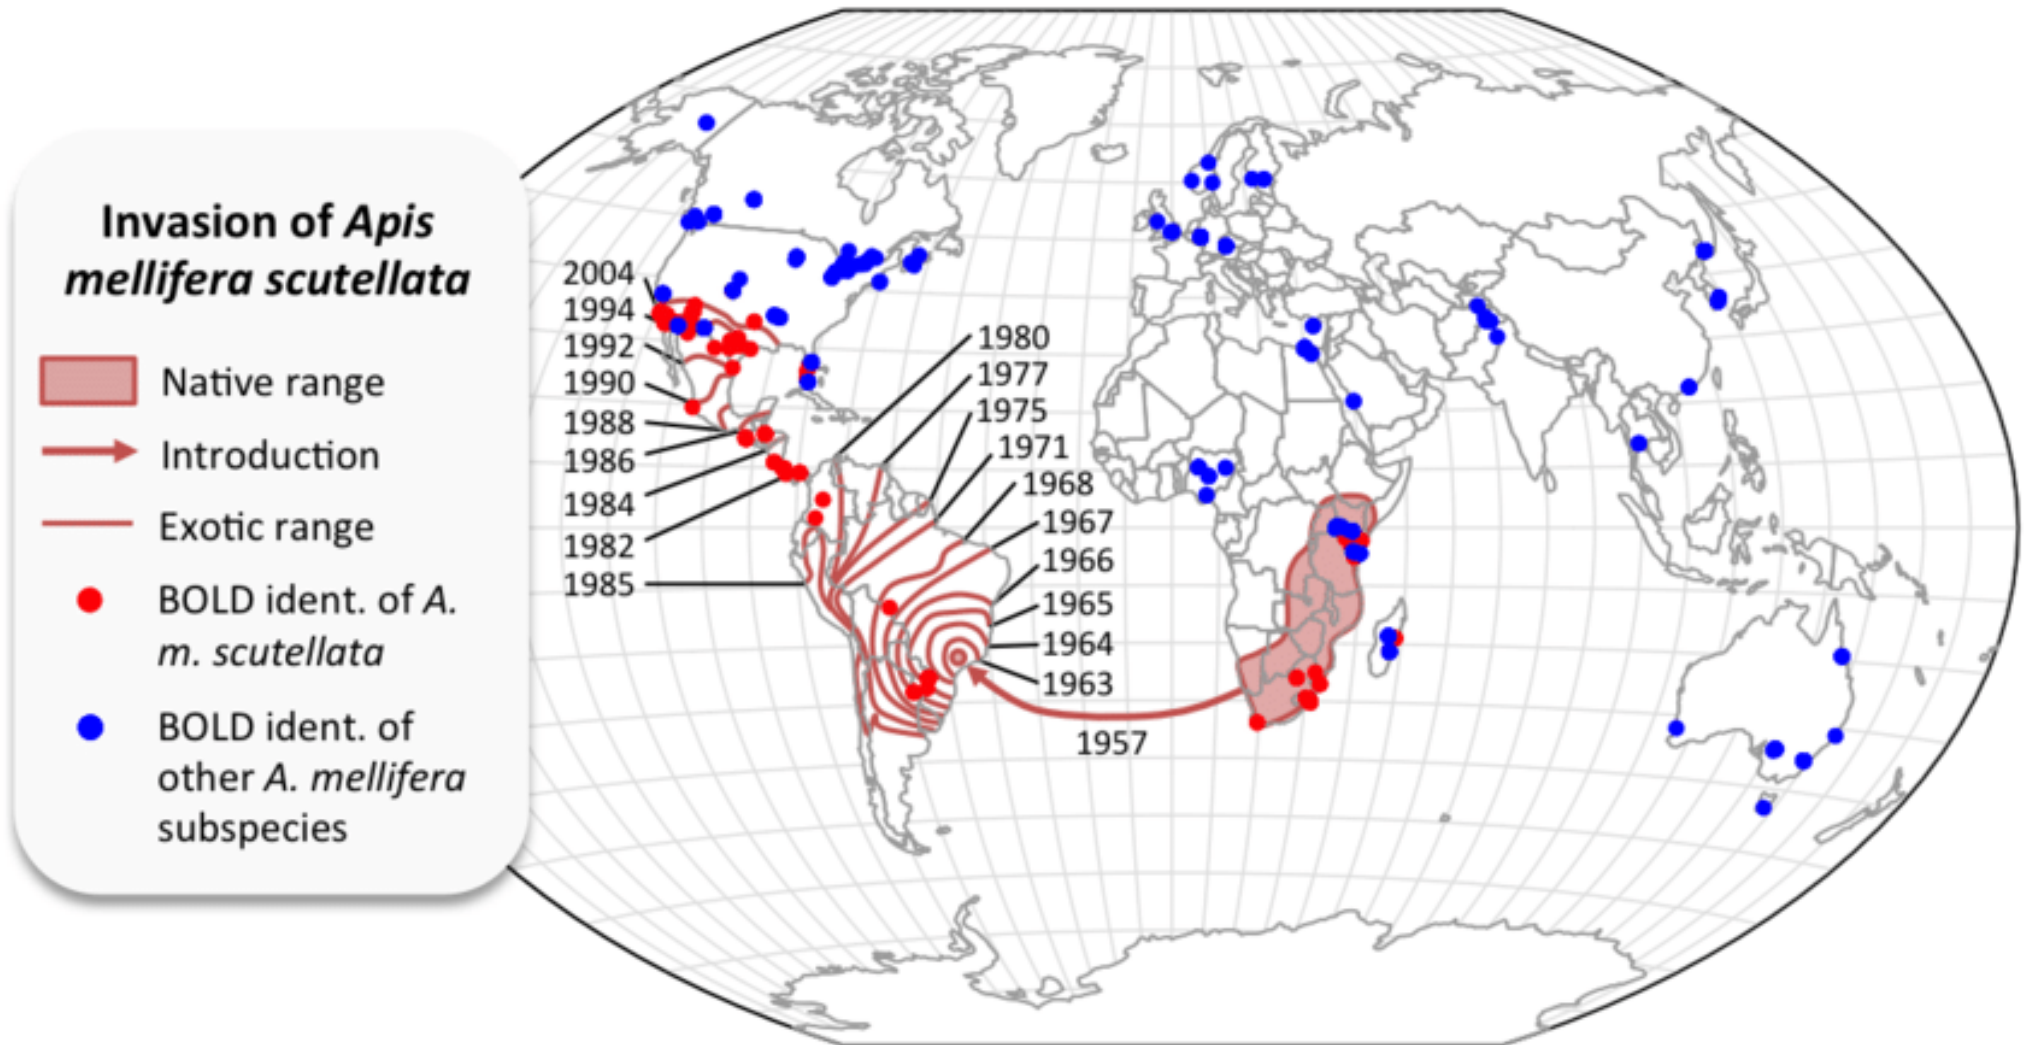 Invasion of Apis
mellifera scutellata
Native range
Introduction
Exotic range
BOLD ident. of A.
m. scutellata
BOLD ident. of
other A. mellifera
subspecies
2004
1994
1992
1990
1988
1986
1984
1982
1985
1980
1977
1975
1971
1968
1967
1966
1965
1964
1963
1957